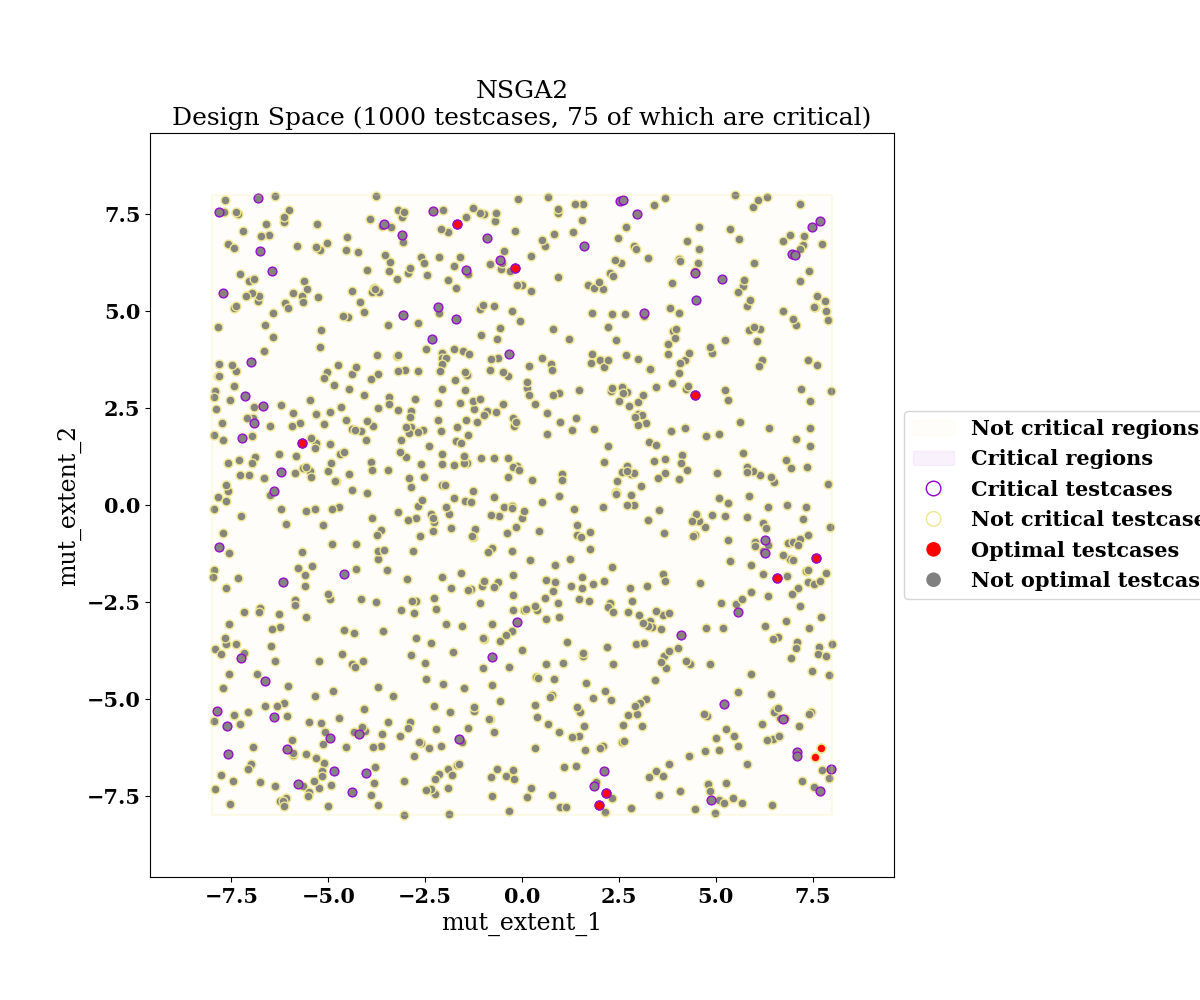 NSGA2
Design Space (1000 testcases, 75 of which are critical)
7.5
5.0
2.5
0.0
−2.5
−5.0
−7.5
mut_extent_2
−7.5
−5.0
−2.5
0.0
2.5
5.0
7.5
mut_extent_1
Not critical regions
Critical regions
Critical testcases
Not critical testcase
Optimal testcases
Not optimal testcas